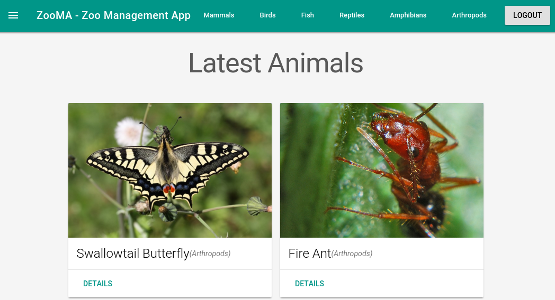 ZooMA - Zoo Management App Mammals Birds Fish Reptiles Amphibians Arthropods LOGOUT
Latest Animals
Swallowtail Butterfly(Arthropods)
DETAILS
Fire Ant(Arthropods)
DETAILS